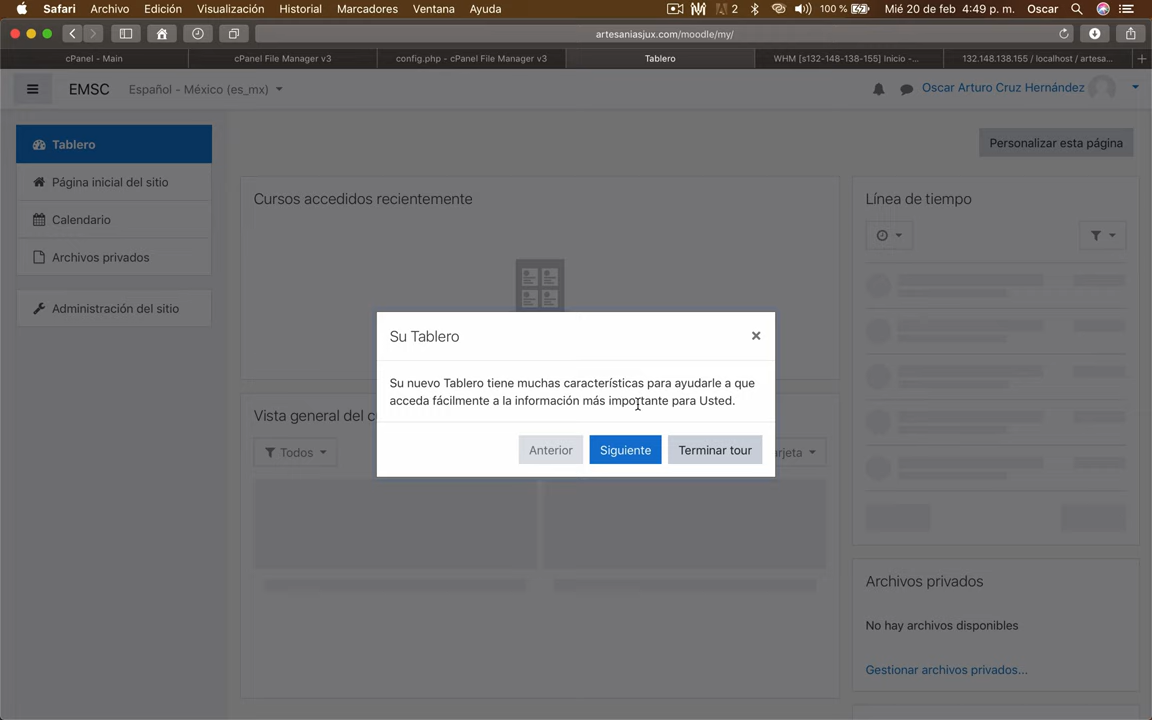 Safari Archivo Edición Visualización Historial Marcadores Ventana Ayuda 2 100 % Mié 20 de feb 4:49 p. m. Oscar
artesaniasjux.com/moodle/my/
cPanel - Main cPanel File Manager v3 config.php - cPanel File Manager v3 Tablero WHM [s132-148-138-155] Inicio -... 132.148.138.155 / localhost / artesa...
EMSC Español - México (es_mx) Oscar Arturo Cruz Hernández
Tablero
Página inicial del sitio
Calendario
Archivos privados
Administración del sitio
Personalizar esta página
Cursos accedidos recientemente
Línea de tiempo
Su Tablero
Su nuevo Tablero tiene muchas características para ayudarle a que
acceda fácilmente a la información más importante para Usted.
Anterior Siguiente Terminar tour
Vista general del c
Todos
arjeta
Archivos privados
No hay archivos disponibles
Gestionar archivos privados...